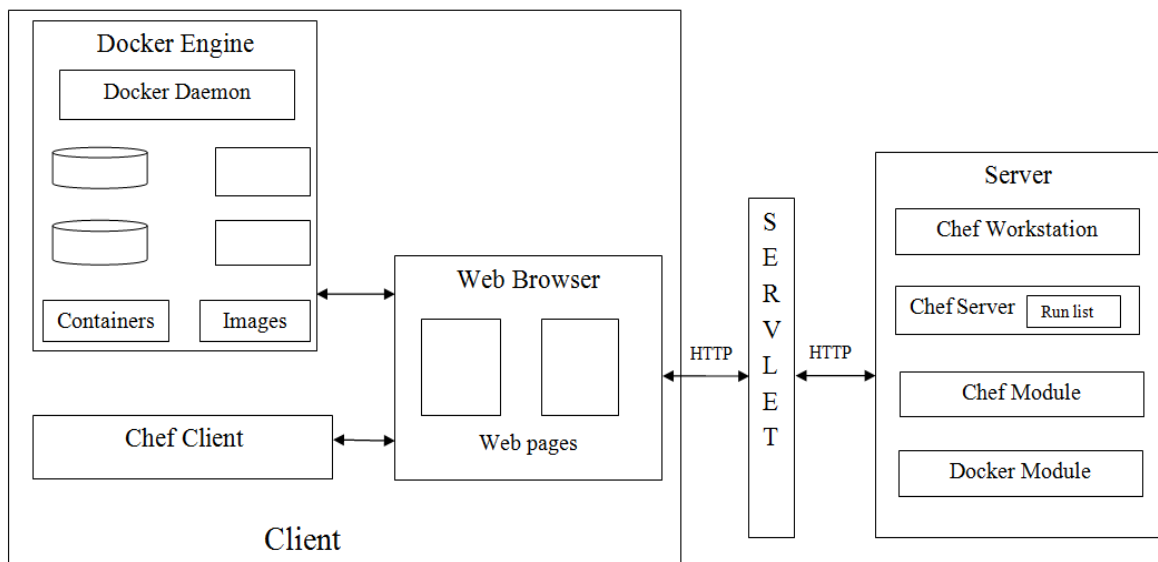 Docker Engine
Docker Daemon
Containers
Images
Web Browser
Web pages
Chef Client
Client
HTTP
S
E
R
V
L
E
T
HTTP
Server
Chef Workstation
Chef Server
Run list
Chef Module
Docker Module